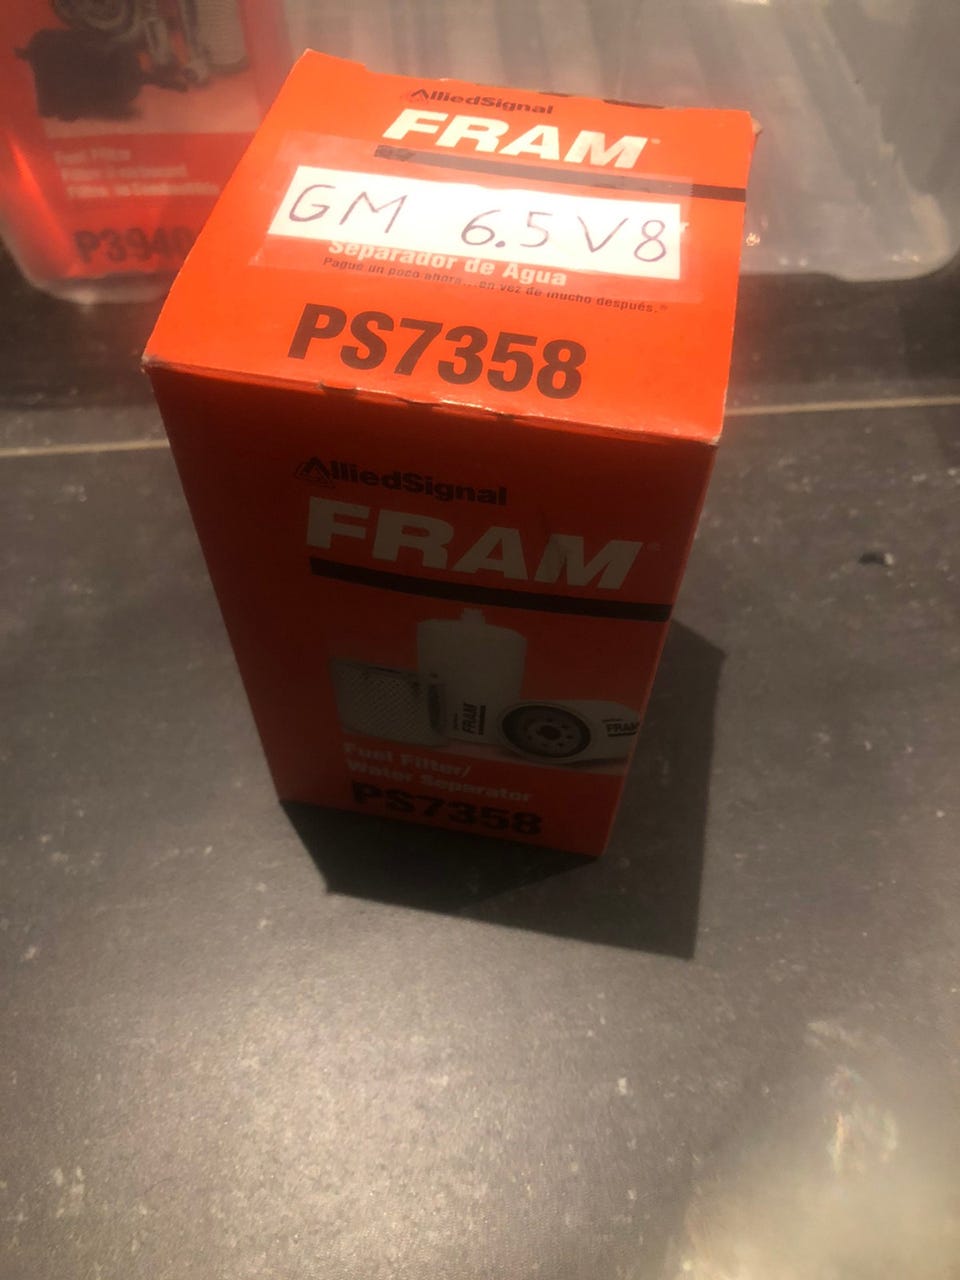 AlliedSignal
FRAM
GM 6.5 V8
Separador de Agua
Pague un poco ahora...en vez de mucho después.®
PS7358
AlliedSignal
FRAM®
FRAM
FRAM
Fuel Filter/
Water Separator
PS7358
Fuel Filter
P3940